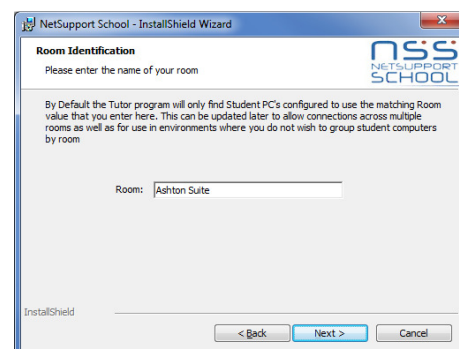 NetSupport School - InstallShield Wizard
Room Identification
Please enter the name of your room
nss
NETSUPPORT
SCHOOL
By Default the Tutor program will only find Student PC's configured to use the matching Room
value that you enter here. This can be updated later to allow connections across multiple
rooms as well as for use in environments where you do not wish to group student computers
by room
Room: Ashton Suite
InstallShield
< Back Next > Cancel